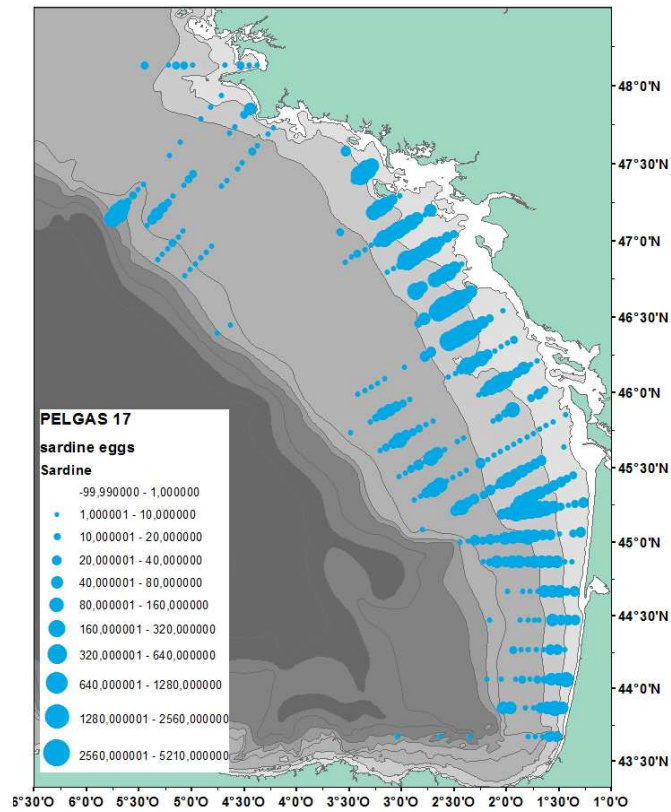 48°0'N
47°30'N
47°0'N
46°30'N
46°0'N
45°30'N
45°0'N
44°30'N
44°0'N
43°30'N
PELGAS 17
sardine eggs
Sardine
-99,990000 - 1,000000
1,000001 - 10,000000
10,000001 - 20,000000
20,000001 - 40,000000
40,000001 - 80,000000
80,000001 - 160,000000
160,000001 - 320,000000
320,000001 - 640,000000
640,000001 - 1280,000000
1280,000001 - 2560,000000
2560,000001 - 5210,000000
6°0'O 5°30'O 5°0'O 4°30'O 4°0'O 3°30'O 3°0'O 2°30'O 2°0'O 1°30'O 1°0'O